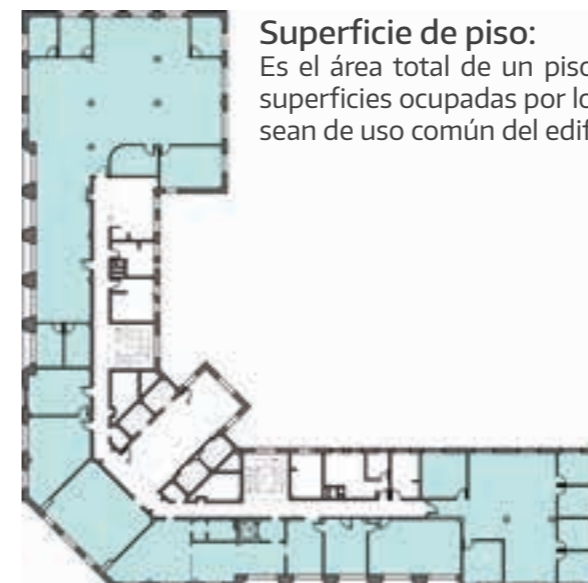 Superficie de piso:
Es el área total de un piso
superficies ocupadas por lo
sean de uso común del edif